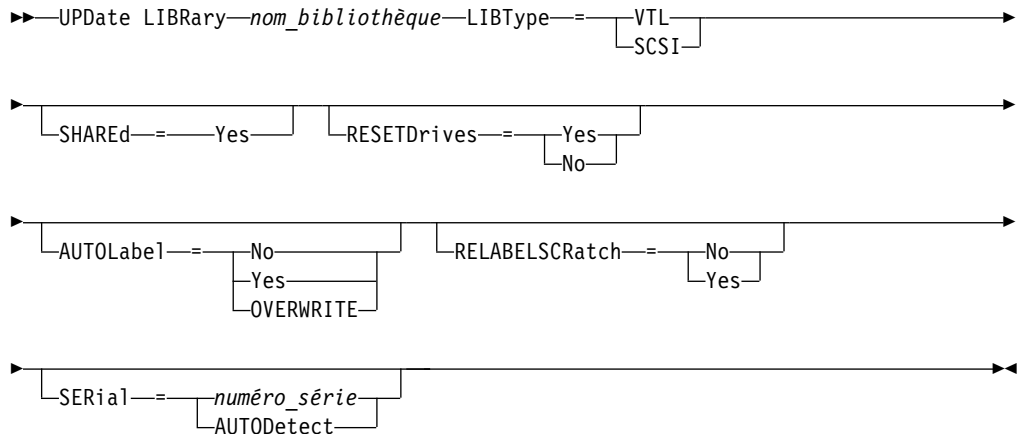 UPDate LIBRary nom_bibliothèque LIBType = VTL
SCSI
SHAREd = Yes RESETDrives = Yes
No
AUTOLabel = No RELABELSCRatch = No
Yes Yes
OVERWRITE
SERial = numéro_série
AUTODetect